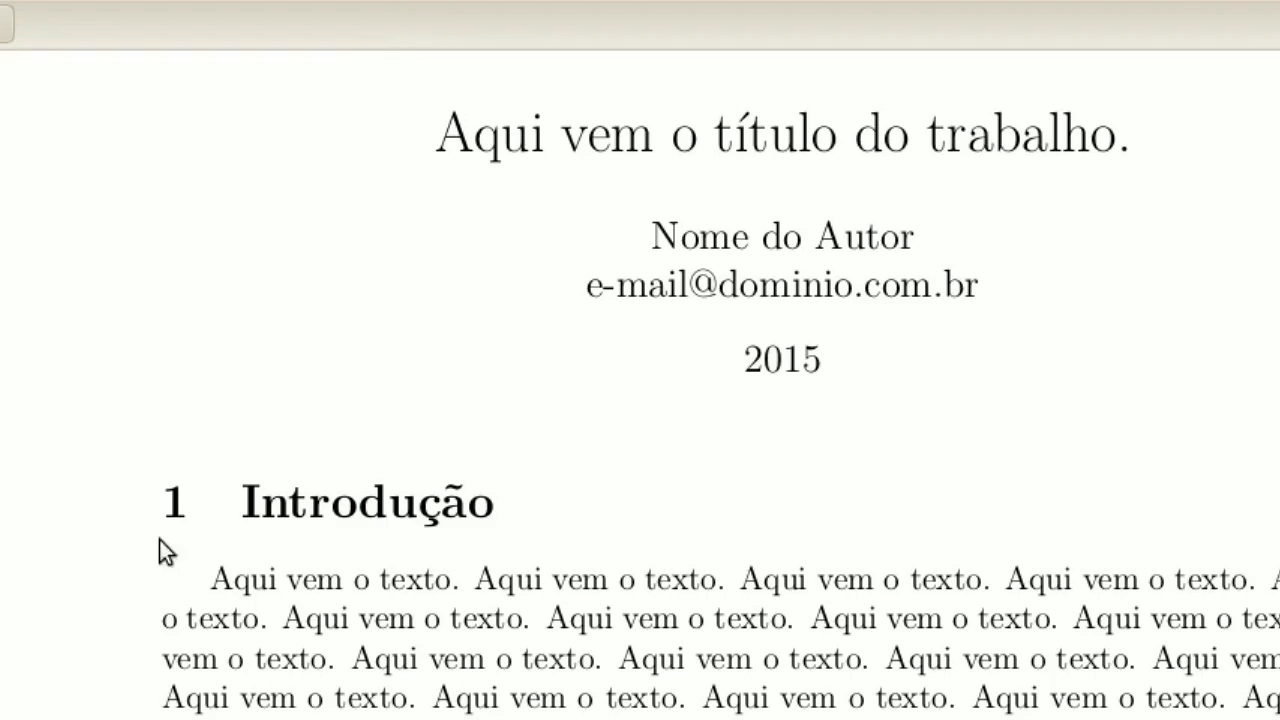 Aqui vem o título do trabalho.
Nome do Autor
e-mail@dominio.com.br
2015
1 Introdução
Aqui vem o texto. Aqui vem o texto. Aqui vem o texto. Aqui vem o texto.
o texto. Aqui vem o texto. Aqui vem o texto. Aqui vem o texto. Aqui vem o
vem o texto. Aqui vem o texto. Aqui vem o texto. Aqui vem o texto. Aqui
Aqui vem o texto. Aqui vem o texto. Aqui vem o texto. Aqui vem o texto.